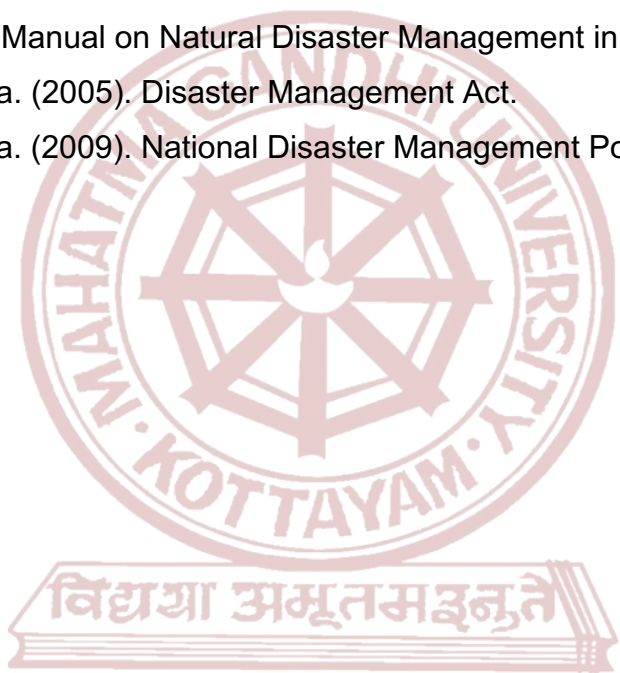 Manual on Natural Disaster Management in
a. (2005). Disaster Management Act.
a. (2009). National Disaster Management Po
MAHATMA GANDHI UNIVERSITY
KOTTAYAM
विद्यया अमृतमश्नुते